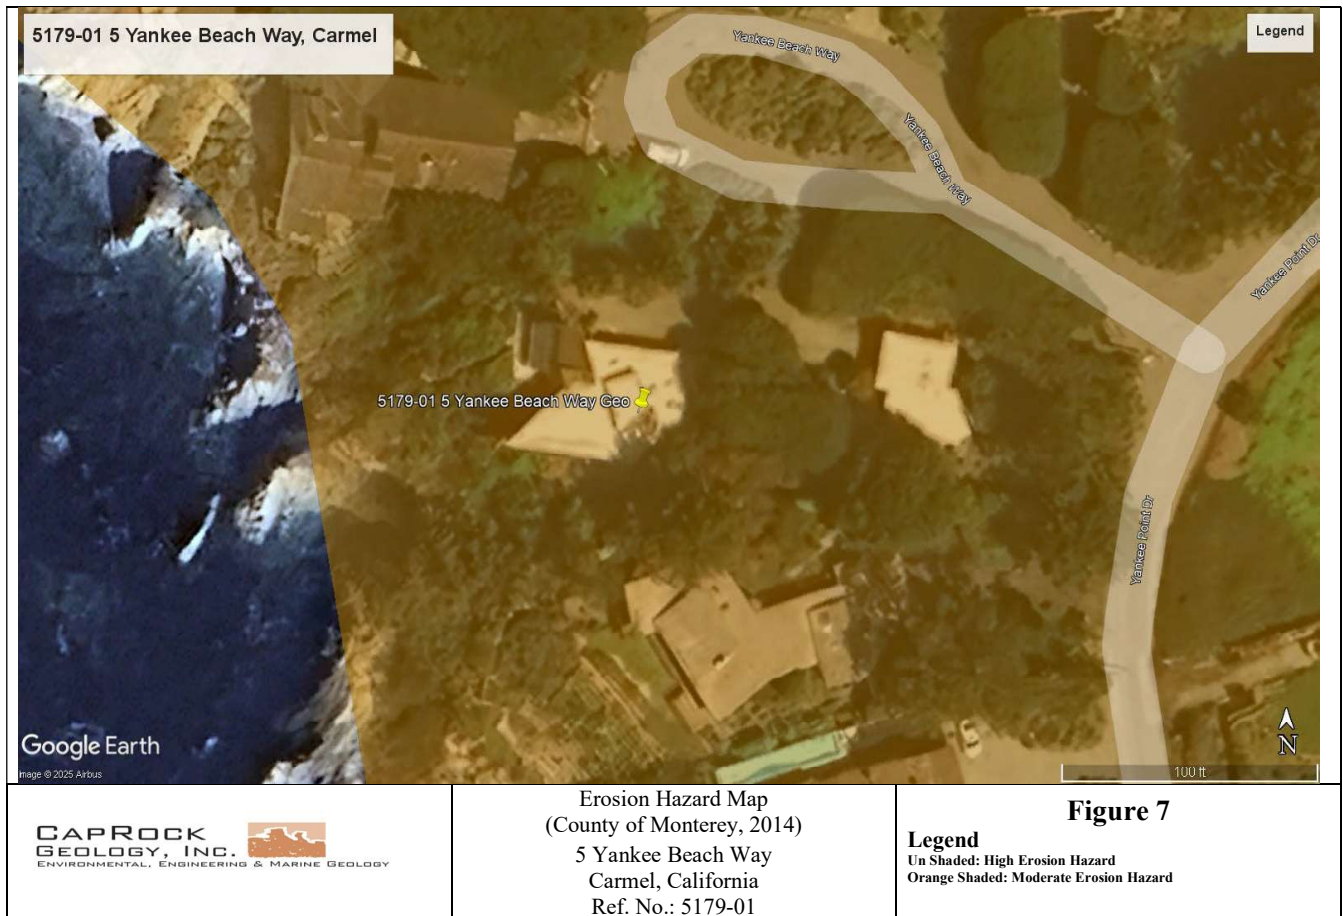 5179-01 5 Yankee Beach Way, Carmel
Legend
Yankee Beach Way
Yankee Beach Way
Yankee Point Dr
5179-01 5 Yankee Beach Way Geo
Yankee Point Dr
N
Google Earth
Image © 2025 Airbus
100 ft
CAPROCK
GEOLOGY, INC.
ENVIRONMENTAL, ENGINEERING & MARINE GEOLOGY
Erosion Hazard Map
(County of Monterey, 2014)
5 Yankee Beach Way
Carmel, California
Ref. No.: 5179-01
Figure 7
Legend
Un Shaded: High Erosion Hazard
Orange Shaded: Moderate Erosion Hazard